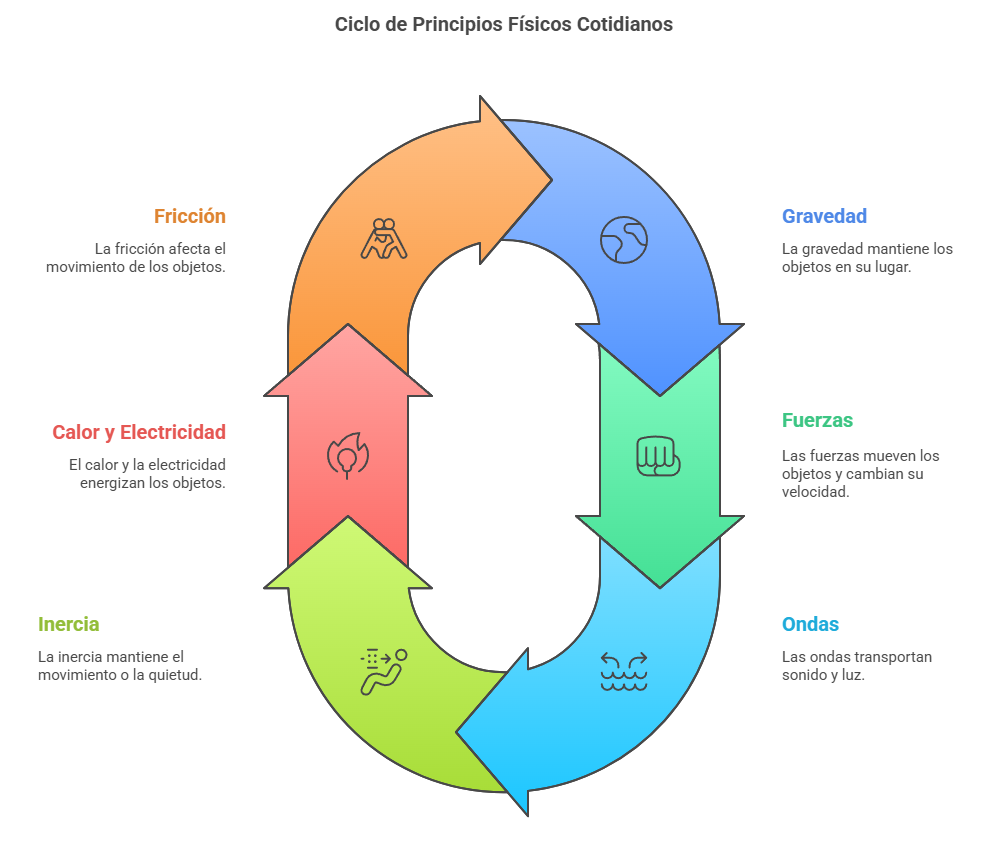 Ciclo de Principios Físicos Cotidianos
Fricción
La fricción afecta el
movimiento de los objetos.
Gravedad
La gravedad mantiene los
objetos en su lugar.
Calor y Electricidad
El calor y la electricidad
energizan los objetos.
Fuerzas
Las fuerzas mueven los
objetos y cambian su
velocidad.
Inercia
La inercia mantiene el
movimiento o la quietud.
Ondas
Las ondas transportan
sonido y luz.